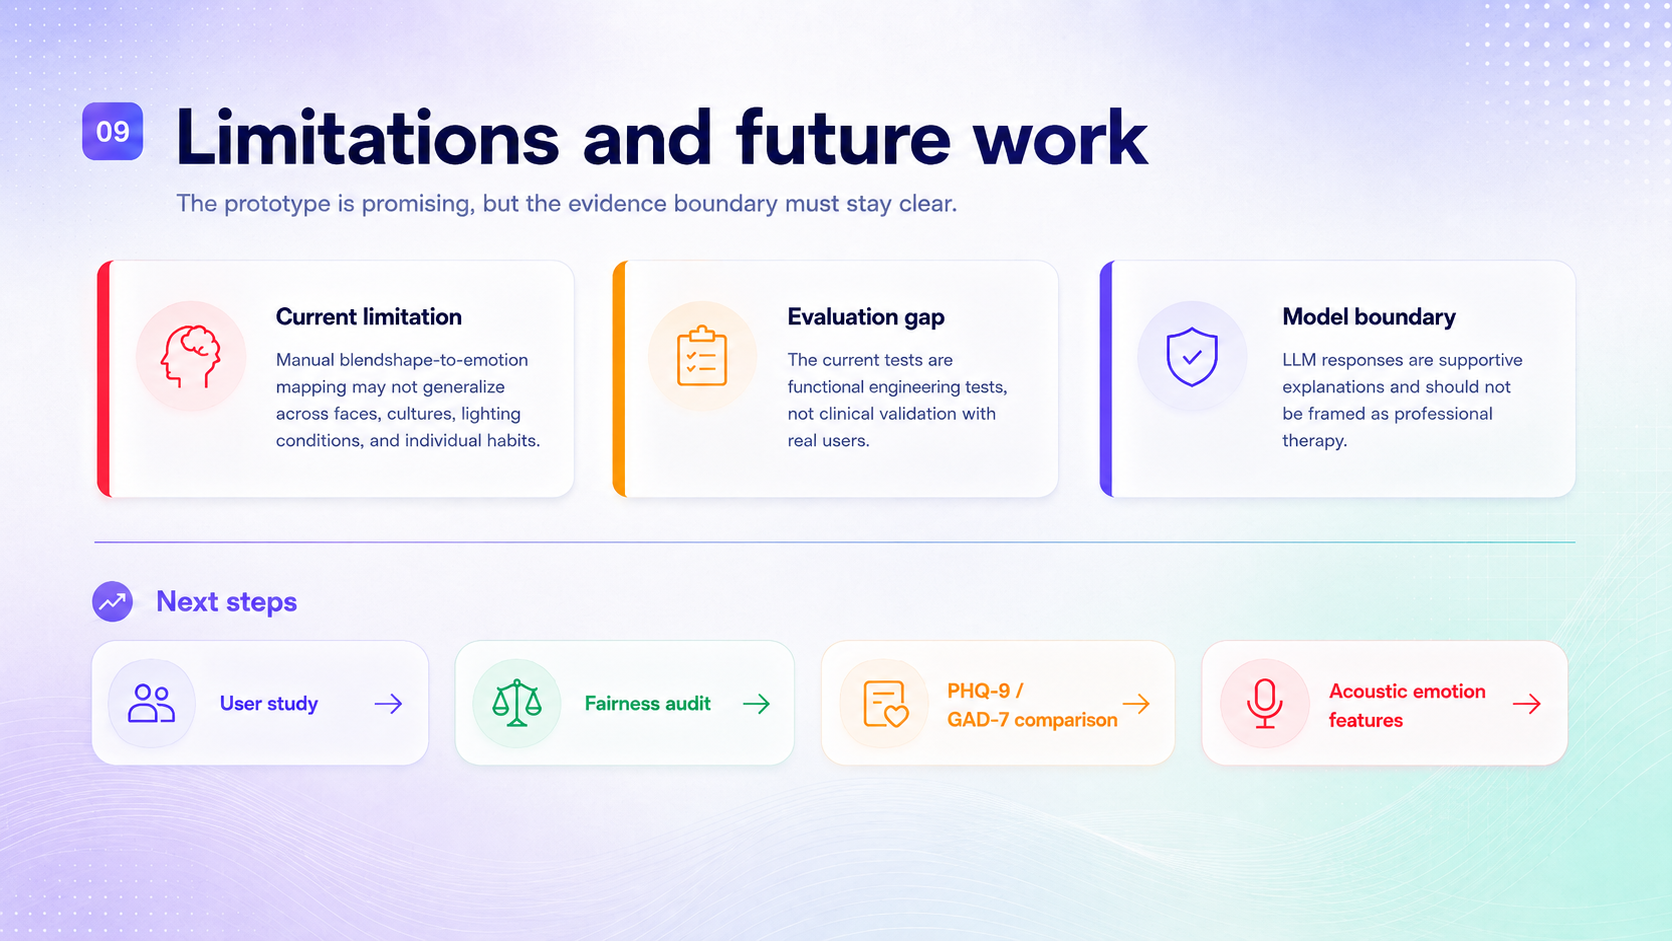 09
Limitations and future work
The prototype is promising, but the evidence boundary must stay clear.
Current limitation
Manual blendshape-to-emotion
mapping may not generalize
across faces, cultures, lighting
conditions, and individual habits.
Evaluation gap
The current tests are
functional engineering tests,
not clinical validation with
real users.
Model boundary
LLM responses are supportive
explanations and should not
be framed as professional
therapy.
Next steps
User study
Fairness audit
PHQ-9 /
GAD-7 comparison
Acoustic emotion
features